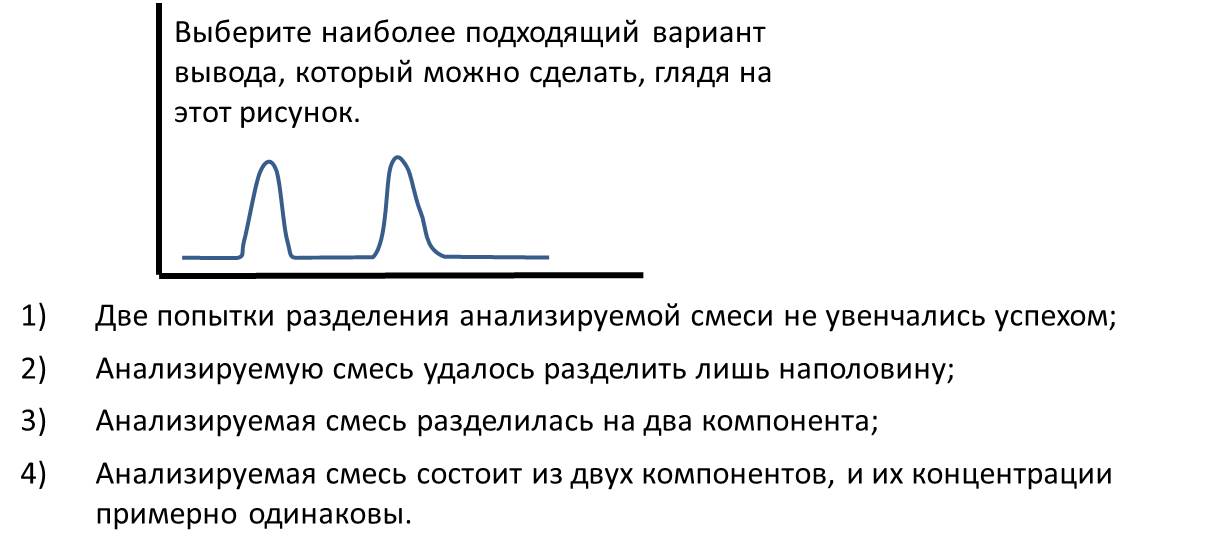 Выберите наиболее подходящий вариант
вывода, который можно сделать, глядя на
этот рисунок.
1) Две попытки разделения анализируемой смеси не увенчались успехом;
2) Анализируемую смесь удалось разделить лишь наполовину;
3) Анализируемая смесь разделилась на два компонента;
4) Анализируемая смесь состоит из двух компонентов, и их концентрации
примерно одинаковы.